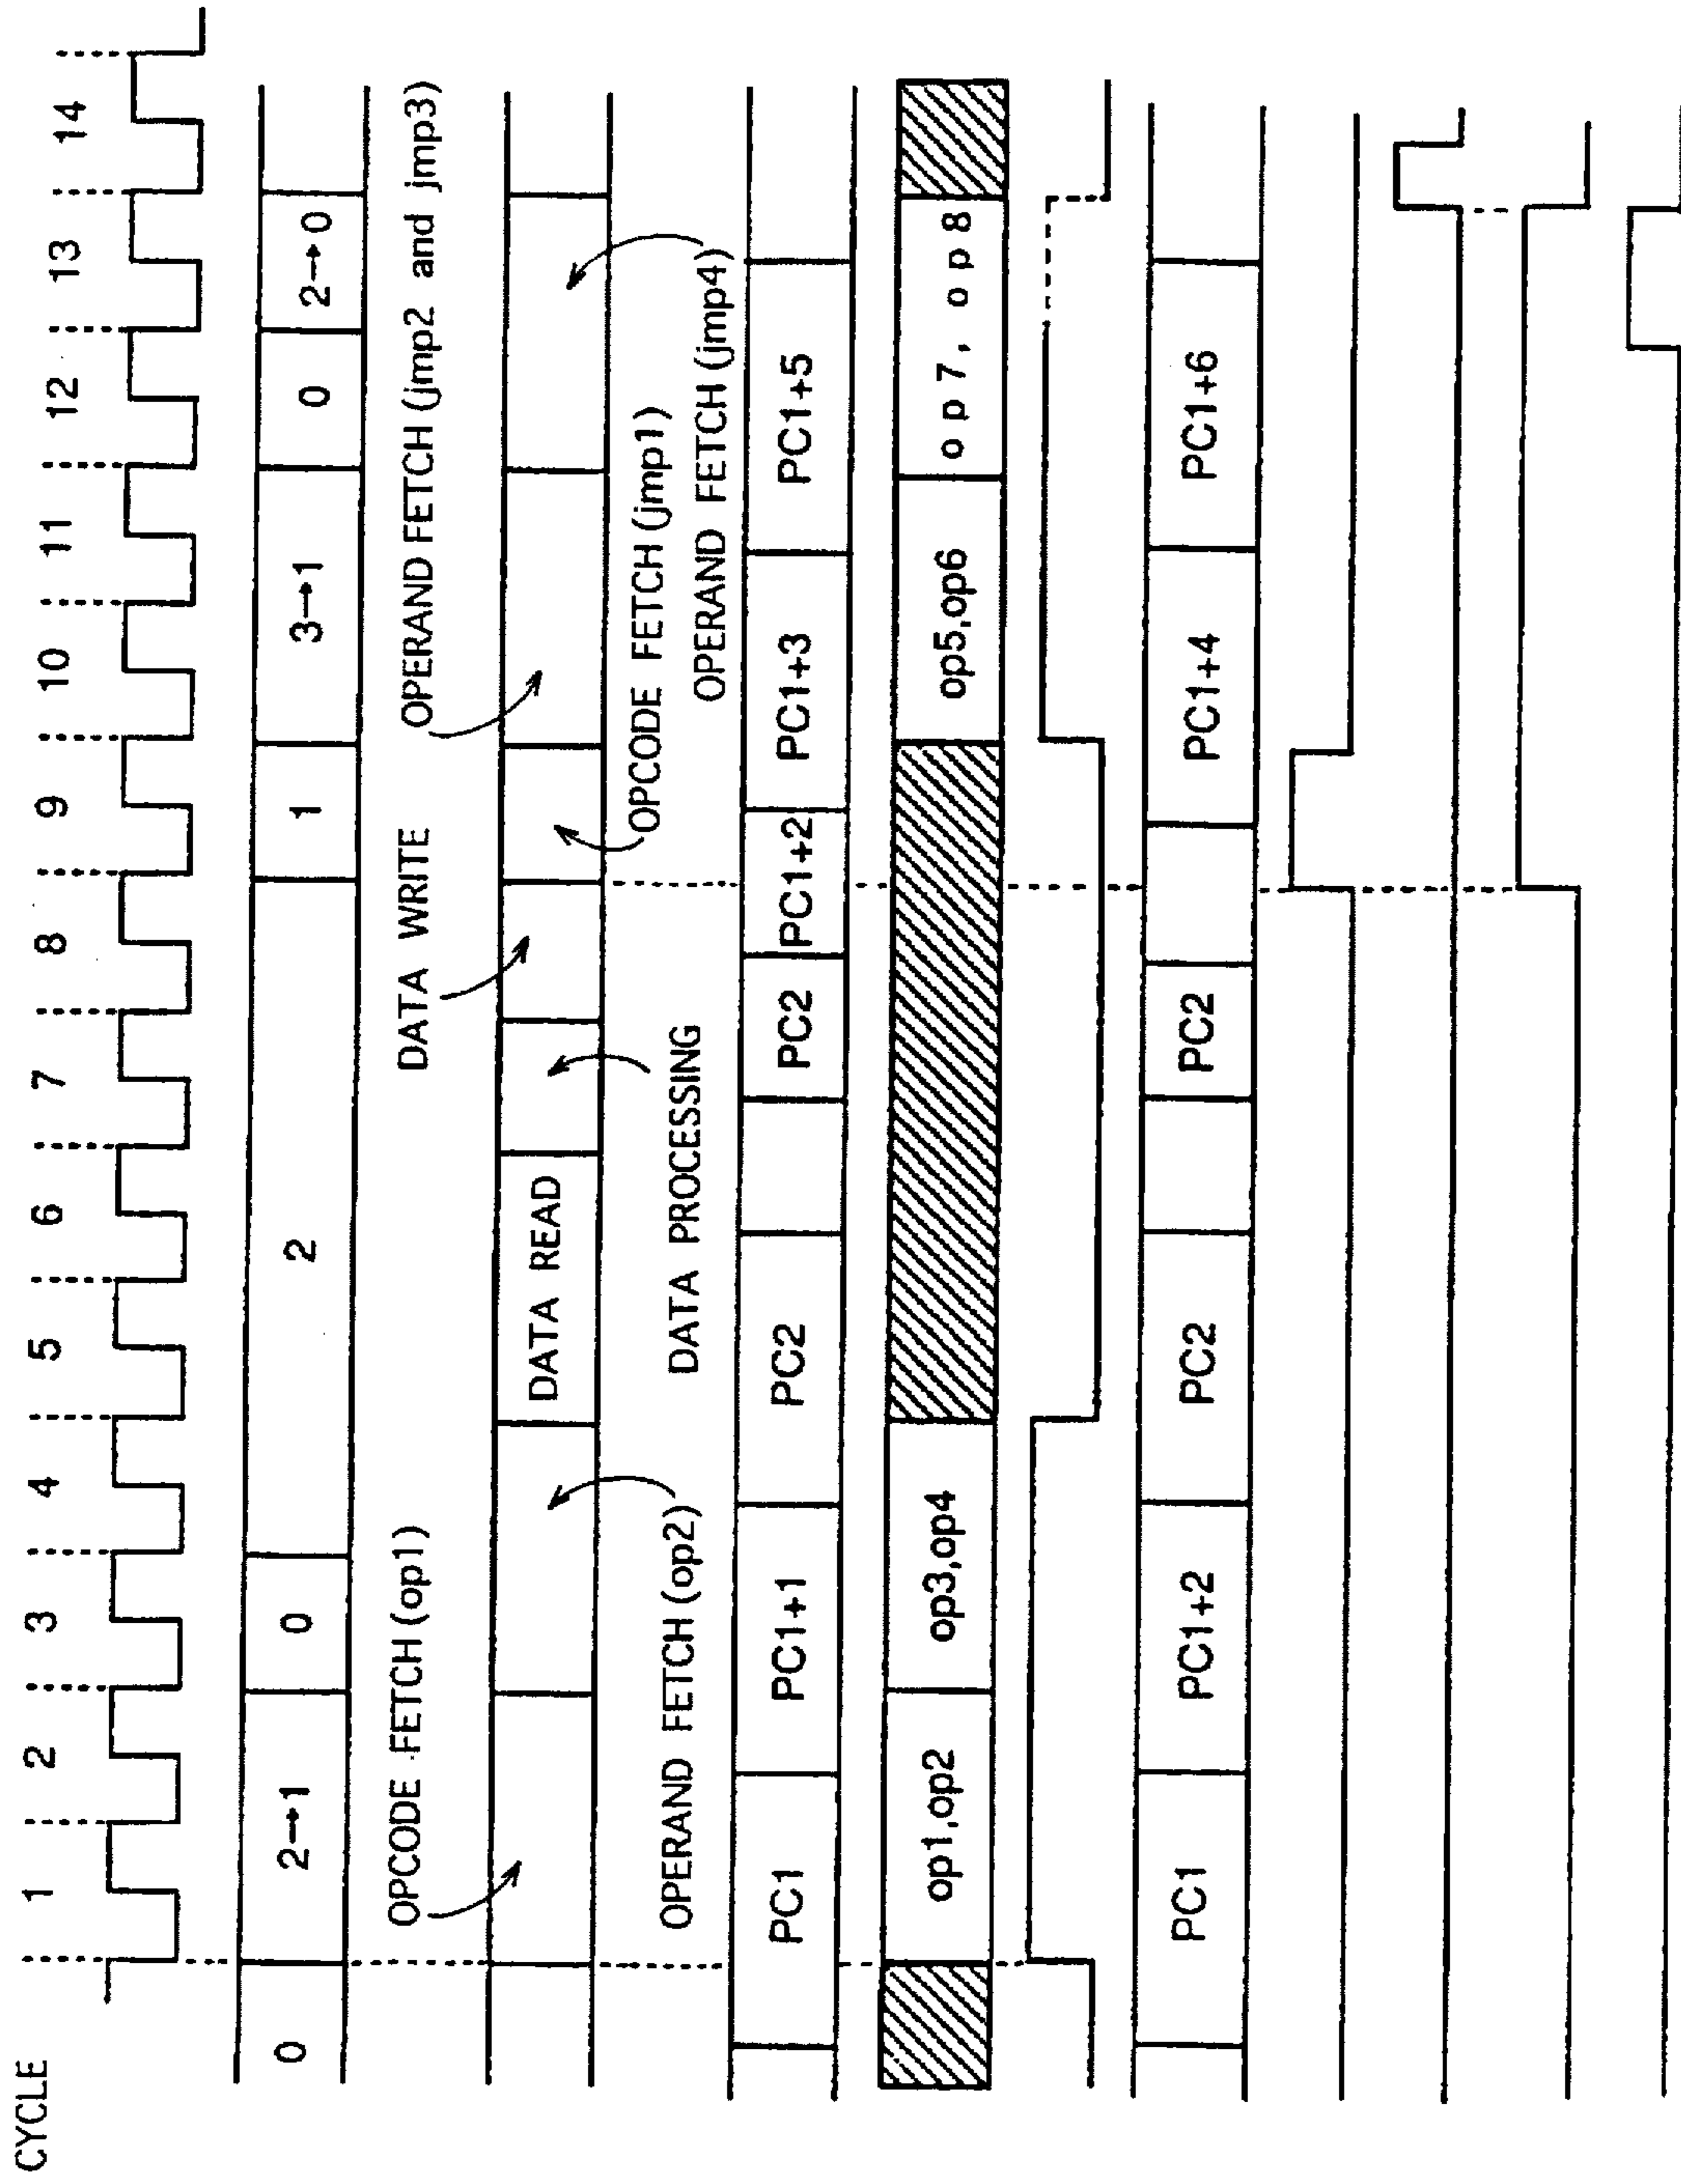 CYCLE 1 2 3 4 5 6 7 8 9 10 11 12 13 14
0 2→1 0 2 1 3→1 0 2→0
OPCODE FETCH (op1)
DATA WRITE
OPERAND FETCH (jmp2 and jmp3)
DATA READ
OPERAND FETCH (op2)
DATA PROCESSING
OPCODE FETCH (jmp1)
OPERAND FETCH (jmp4)
PC1 PC1+1 PC2 PC2 PC1+2 PC1+3 PC1+5
op1,op2 op3,op4 op5,op6 op7, op8
PC1 PC1+2 PC2 PC2 PC1+4 PC1+6